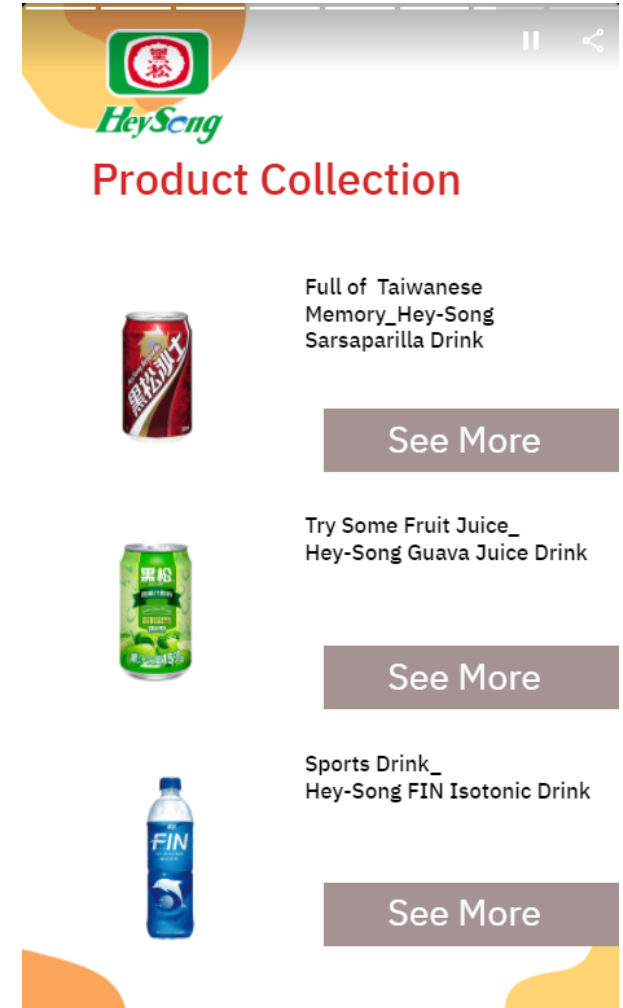 黑
松
HeySong
Product Collection
Full of Taiwanese
Memory_Hey-Song
Sarsaparilla Drink
黑松沙士
See More
Try Some Fruit Juice_
Hey-Song Guava Juice Drink
黑松
15%
See More
Sports Drink_
Hey-Song FIN Isotonic Drink
FIN
See More